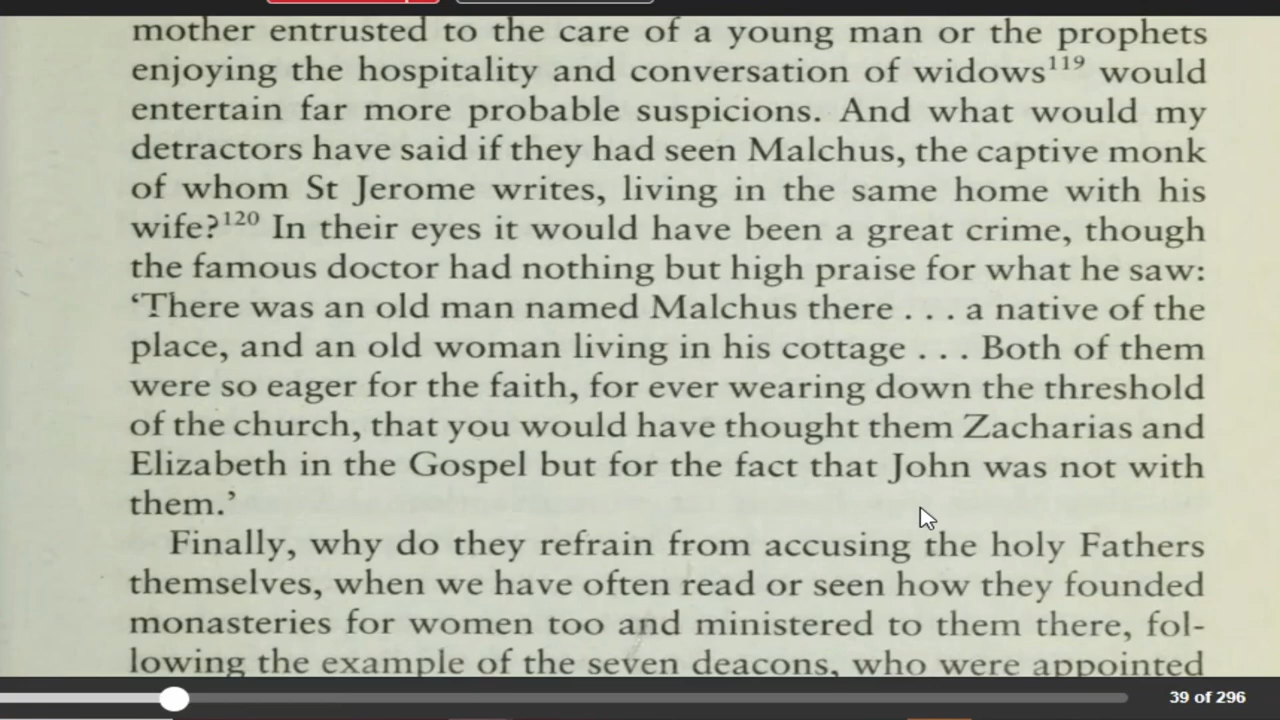 mother entrusted to the care of a young man or the prophets
enjoying the hospitality and conversation of widows¹¹⁹ would
entertain far more probable suspicions. And what would my
detractors have said if they had seen Malchus, the captive monk
of whom St Jerome writes, living in the same home with his
wife?¹²⁰ In their eyes it would have been a great crime, though
the famous doctor had nothing but high praise for what he saw:
‘There was an old man named Malchus there . . . a native of the
place, and an old woman living in his cottage . . . Both of them
were so eager for the faith, for ever wearing down the threshold
of the church, that you would have thought them Zacharias and
Elizabeth in the Gospel but for the fact that John was not with
them.’
Finally, why do they refrain from accusing the holy Fathers
themselves, when we have often read or seen how they founded
monasteries for women too and ministered to them there, fol-
lowing the example of the seven deacons, who were appointed
39 of 296